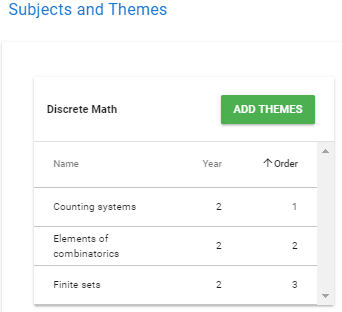 Subjects and Themes
Discrete Math ADD THEMES
Name Year ↑Order
Counting systems 2 1
Elements of
combinatorics 2 2
Finite sets 2 3